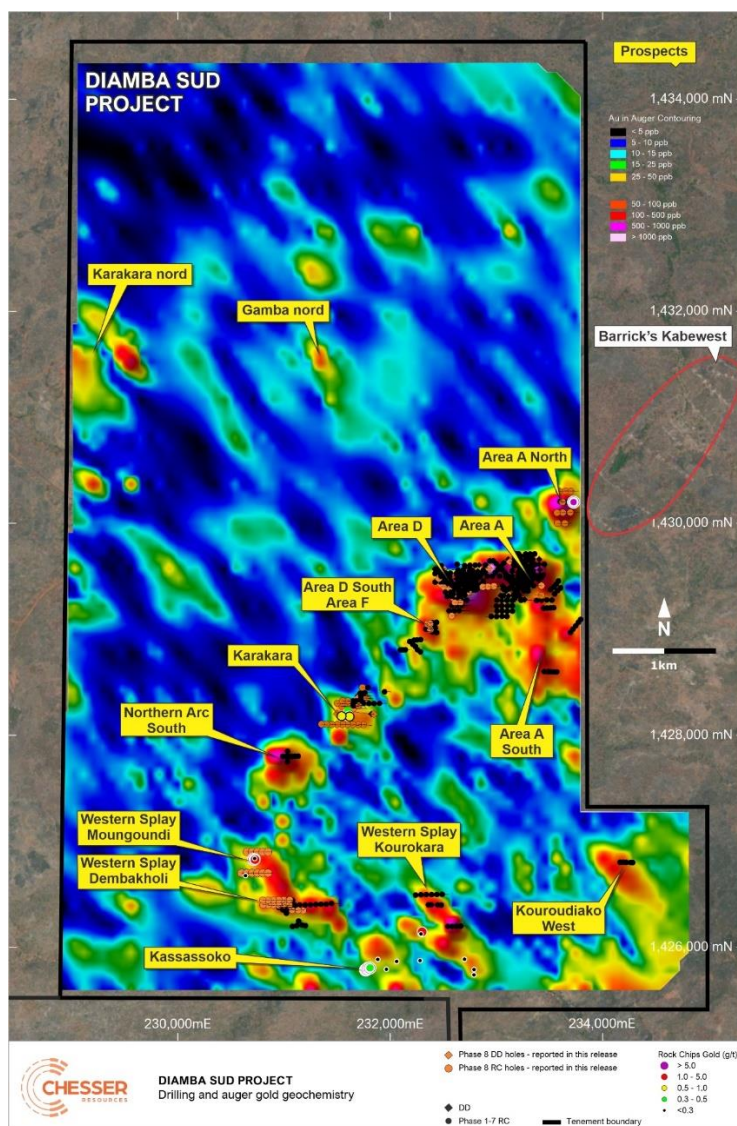 DIAMBA SUD
PROJECT
Prospects
1,434,000 mN
Au in Auger Contouring
< 5 ppb
5 - 10 ppb
10 - 15 ppb
15 - 25 ppb
25 - 50 ppb
50 - 100 ppb
100 - 500 ppb
500 - 1000 ppb
> 1000 ppb
Karakara nord
Gamba nord
1,432,000 mN
Barrick's Kabewest
Area A North
1,430,000 mN
Area D
Area A
Area D South
Area F
N
1km
Karakara
Northern Arc
South
Area A
South
1,428,000 mN
Western Splay
Moungoundi
Western Splay
Kourokara
Western Splay
Dembakholi
Kouroudiako
West
Kassassoko
1,426,000 mN
230,000mE
232,000mE
234,000mE
CHESSER
RESOURCES
DIAMBA SUD PROJECT
Drilling and auger gold geochemistry
Phase 8 DD holes - reported in this release
Phase 8 RC holes - reported in this release
DD
Phase 1-7 RC
Tenement boundary
Rock Chips Gold (g/t)
> 5.0
1.0 - 5.0
0.5 - 1.0
0.3 - 0.5
<0.3